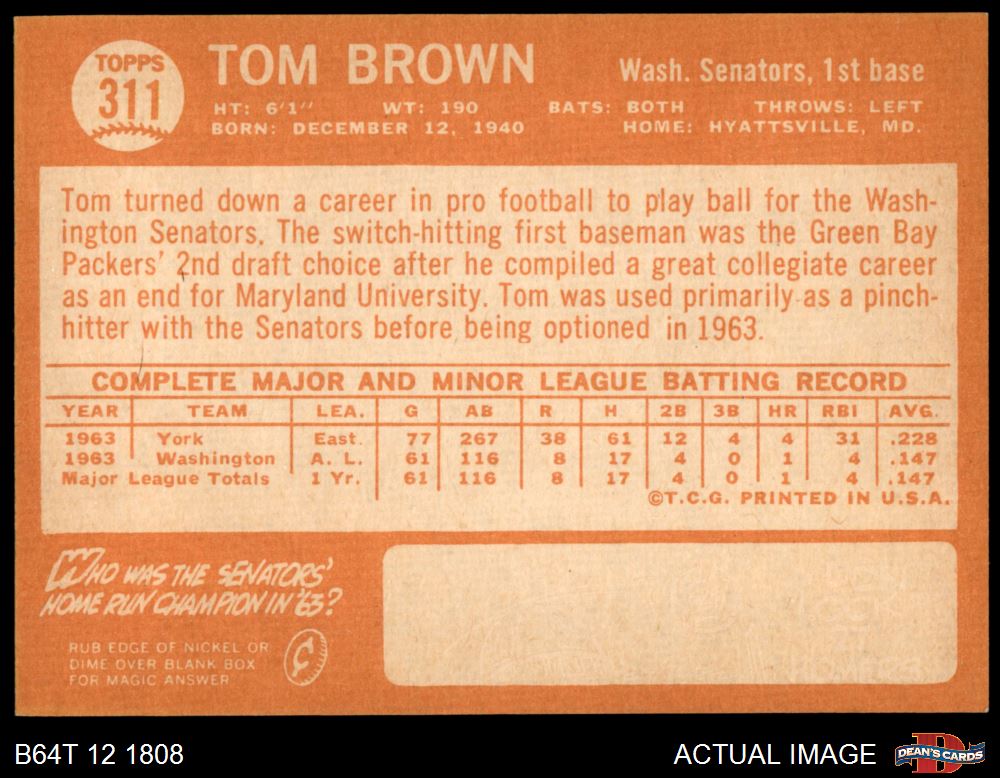 TOPPS
311
TOM BROWN
Wash. Senators, 1st base
HT: 6'1" WT: 190 BATS: BOTH THROWS: LEFT
BORN: DECEMBER 12, 1940 HOME: HYATTSVILLE, MD.
Tom turned down a career in pro football to play ball for the Wash-
ington Senators. The switch-hitting first baseman was the Green Bay
Packers' 2nd draft choice after he compiled a great collegiate career
as an end for Maryland University. Tom was used primarily as a pinch-
hitter with the Senators before being optioned in 1963.
COMPLETE MAJOR AND MINOR LEAGUE BATTING RECORD
YEAR TEAM LEA. G AB R H 2B 3B HR RBI AVG.
1963 York East. 77 267 38 61 12 4 4 31 .228
1963 Washington A. L. 61 116 8 17 4 0 1 4 .147
Major League Totals 1 Yr. 61 116 8 17 4 0 1 4 .147
©T.C.G. PRINTED IN U.S.A.
WHO WAS THE SENATORS'
HOME RUN CHAMPION IN '63?
RUB EDGE OF NICKEL OR
DIME OVER BLANK BOX
FOR MAGIC ANSWER
¢
B64T 12 1808
ACTUAL IMAGE
DEAN'S CARDS